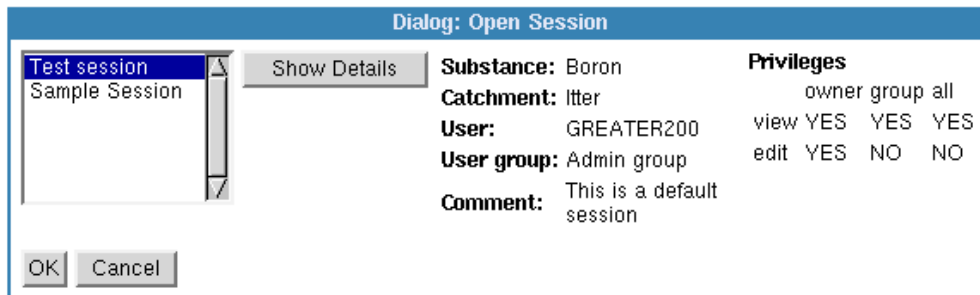 Dialog: Open Session
Test session
Sample Session
Show Details
Substance: Boron
Catchment: Itter
User: GREATER200
User group: Admin group
Comment: This is a default
session
Privileges
owner group all
view YES YES YES
edit YES NO NO
OK Cancel